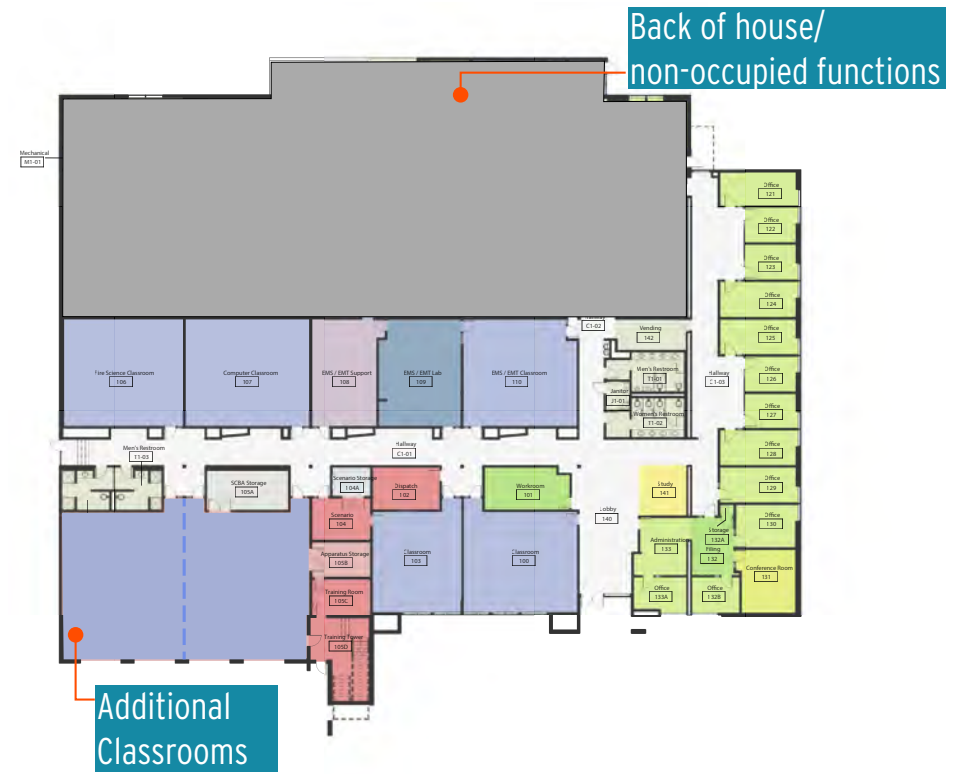 Back of house/
non-occupied functions
Mechanical
M1-01
Office
121
Office
122
Office
123
Office
124
Office
125
Office
126
Office
127
Office
128
Office
129
Office
130
Hallway
C1-03
C1-02
Vending
142
Men's Restroom
T1-01
Janitor
J1-01
Women's Restroom
T1-02
Fire Science Classroom
106
Computer Classroom
107
EMS / EMT Support
108
EMS / EMT Lab
109
EMS / EMT Classroom
110
Hallway
C1-01
Men's Restroom
T1-03
SCBA Storage
105A
Scenario Storage
104A
Dispatch
102
Workroom
101
Study
141
Lobby
140
Scenario
104
Apparatus Storage
105B
Training Room
105C
Training Tower
105D
Classroom
103
Classroom
100
Administration
133
Storage
132A
Filing
132
Office
133A
Office
132B
Conference Room
131
Additional
Classrooms